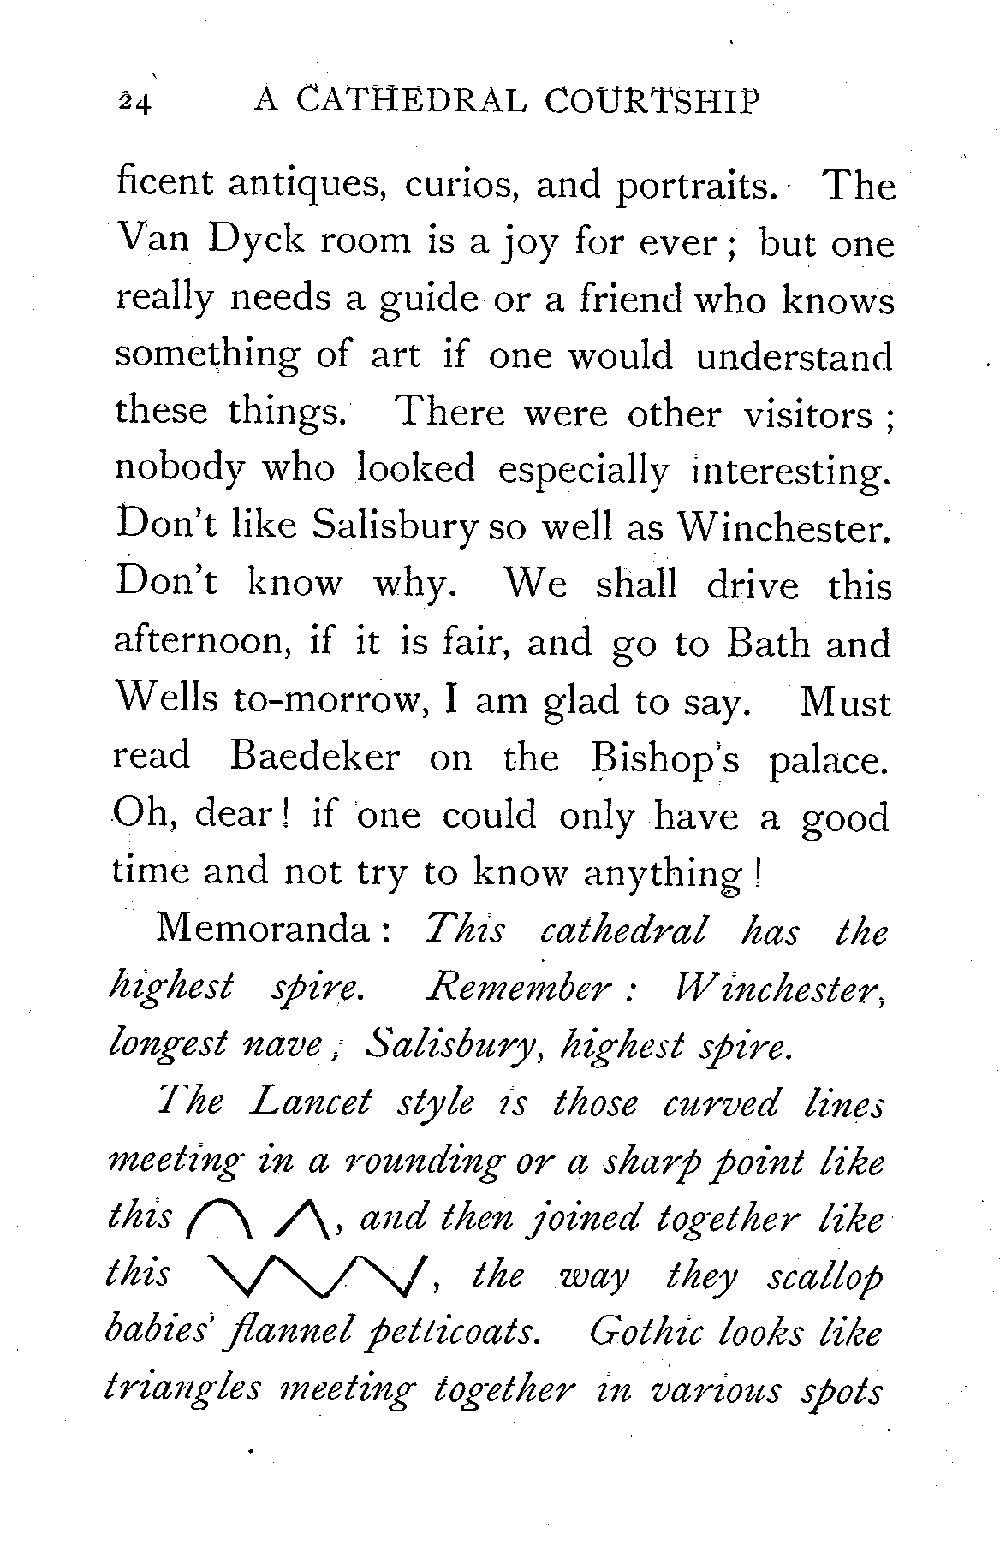 24 A CATHEDRAL COURTSHIP
ficent antiques, curios, and portraits. The
Van Dyck room is a joy for ever ; but one
really needs a guide or a friend who knows
something of art if one would understand
these things. There were other visitors ;
nobody who looked especially interesting.
Don't like Salisbury so well as Winchester.
Don't know why. We shall drive this
afternoon, if it is fair, and go to Bath and
Wells to-morrow, I am glad to say. Must
read Baedeker on the Bishop's palace.
Oh, dear! if one could only have a good
time and not try to know anything !
Memoranda : This cathedral has the
highest spire. Remember : Winchester,
longest nave ; Salisbury, highest spire.
The Lancet style is those curved lines
meeting in a rounding or a sharp point like
this , and then joined together like
this , the way they scallop
babies' flannel petticoats. Gothic looks like
triangles meeting together in various spots